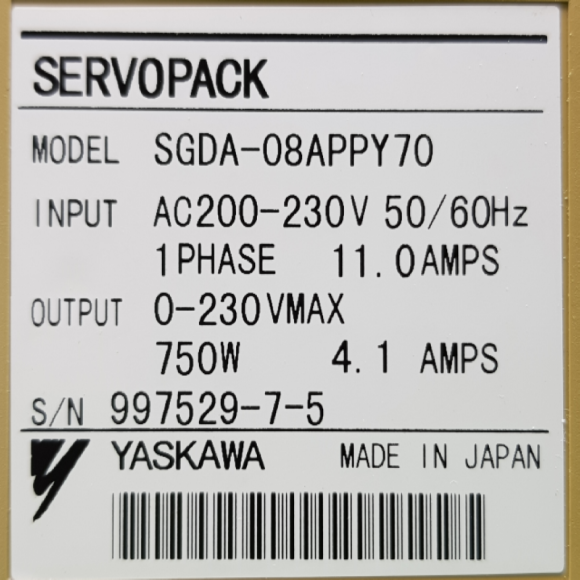 SERVOPACK
MODEL SGDA-08APPY70
INPUT AC200-230V 50/60Hz
1PHASE 11.0AMPS
OUTPUT 0-230VMAX
750W 4.1 AMPS
S/N 997529-7-5
YASKAWA MADE IN JAPAN